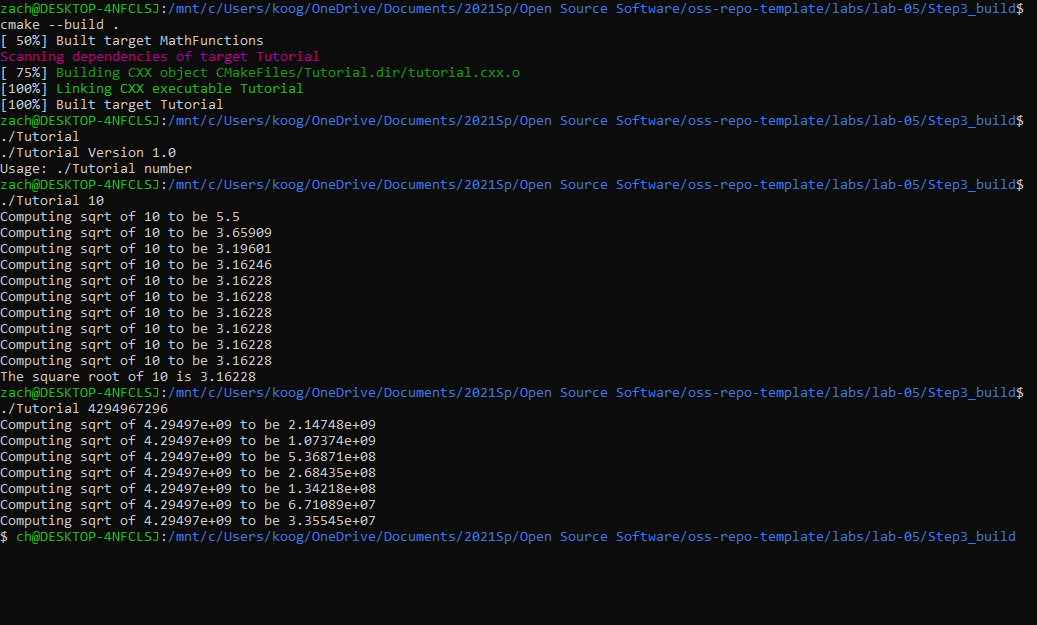 zach@DESKTOP-4NFCLSJ:/mnt/c/Users/koog/OneDrive/Documents/2021Sp/Open Source Software/oss-repo-template/labs/lab-05/Step3_build$
cmake --build .
[ 50%] Built target MathFunctions
Scanning dependencies of target Tutorial
[ 75%] Building CXX object CMakeFiles/Tutorial.dir/tutorial.cxx.o
[100%] Linking CXX executable Tutorial
[100%] Built target Tutorial
zach@DESKTOP-4NFCLSJ:/mnt/c/Users/koog/OneDrive/Documents/2021Sp/Open Source Software/oss-repo-template/labs/lab-05/Step3_build$
./Tutorial
./Tutorial Version 1.0
Usage: ./Tutorial number
zach@DESKTOP-4NFCLSJ:/mnt/c/Users/koog/OneDrive/Documents/2021Sp/Open Source Software/oss-repo-template/labs/lab-05/Step3_build$
./Tutorial 10
Computing sqrt of 10 to be 5.5
Computing sqrt of 10 to be 3.65909
Computing sqrt of 10 to be 3.19601
Computing sqrt of 10 to be 3.16246
Computing sqrt of 10 to be 3.16228
Computing sqrt of 10 to be 3.16228
Computing sqrt of 10 to be 3.16228
Computing sqrt of 10 to be 3.16228
Computing sqrt of 10 to be 3.16228
Computing sqrt of 10 to be 3.16228
The square root of 10 is 3.16228
zach@DESKTOP-4NFCLSJ:/mnt/c/Users/koog/OneDrive/Documents/2021Sp/Open Source Software/oss-repo-template/labs/lab-05/Step3_build$
./Tutorial 4294967296
Computing sqrt of 4.29497e+09 to be 2.14748e+09
Computing sqrt of 4.29497e+09 to be 1.07374e+09
Computing sqrt of 4.29497e+09 to be 5.36871e+08
Computing sqrt of 4.29497e+09 to be 2.68435e+08
Computing sqrt of 4.29497e+09 to be 1.34218e+08
Computing sqrt of 4.29497e+09 to be 6.71089e+07
Computing sqrt of 4.29497e+09 to be 3.35545e+07
$ ch@DESKTOP-4NFCLSJ:/mnt/c/Users/koog/OneDrive/Documents/2021Sp/Open Source Software/oss-repo-template/labs/lab-05/Step3_build